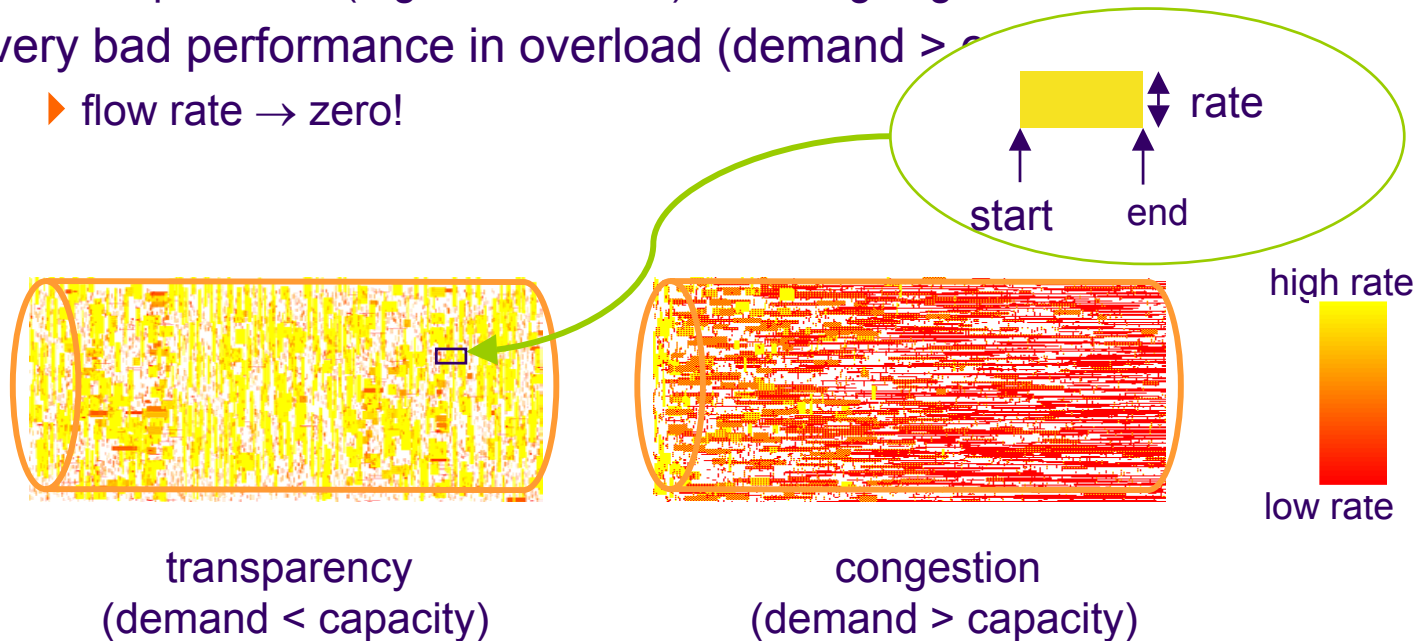 very bad performance in overload (demand >
flow rate → zero!
rate
start
end
high rate
low rate
transparency
(demand < capacity)
congestion
(demand > capacity)